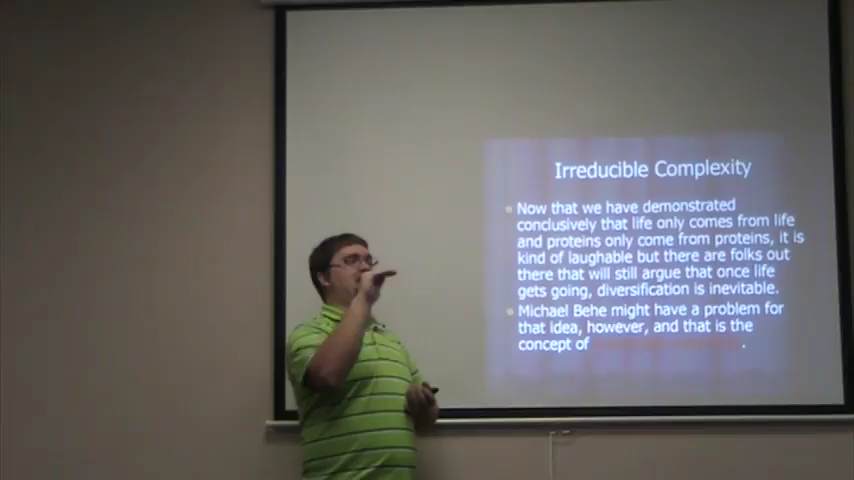 Irreducible Complexity
Now that we have demonstrated
conclusively that life only comes from life
and proteins only come from proteins, it is
kind of laughable but there are folks out
there that will still argue that once life
gets going, diversification is inevitable.
Michael Behe might have a problem for
that idea, however, and that is the
concept of .